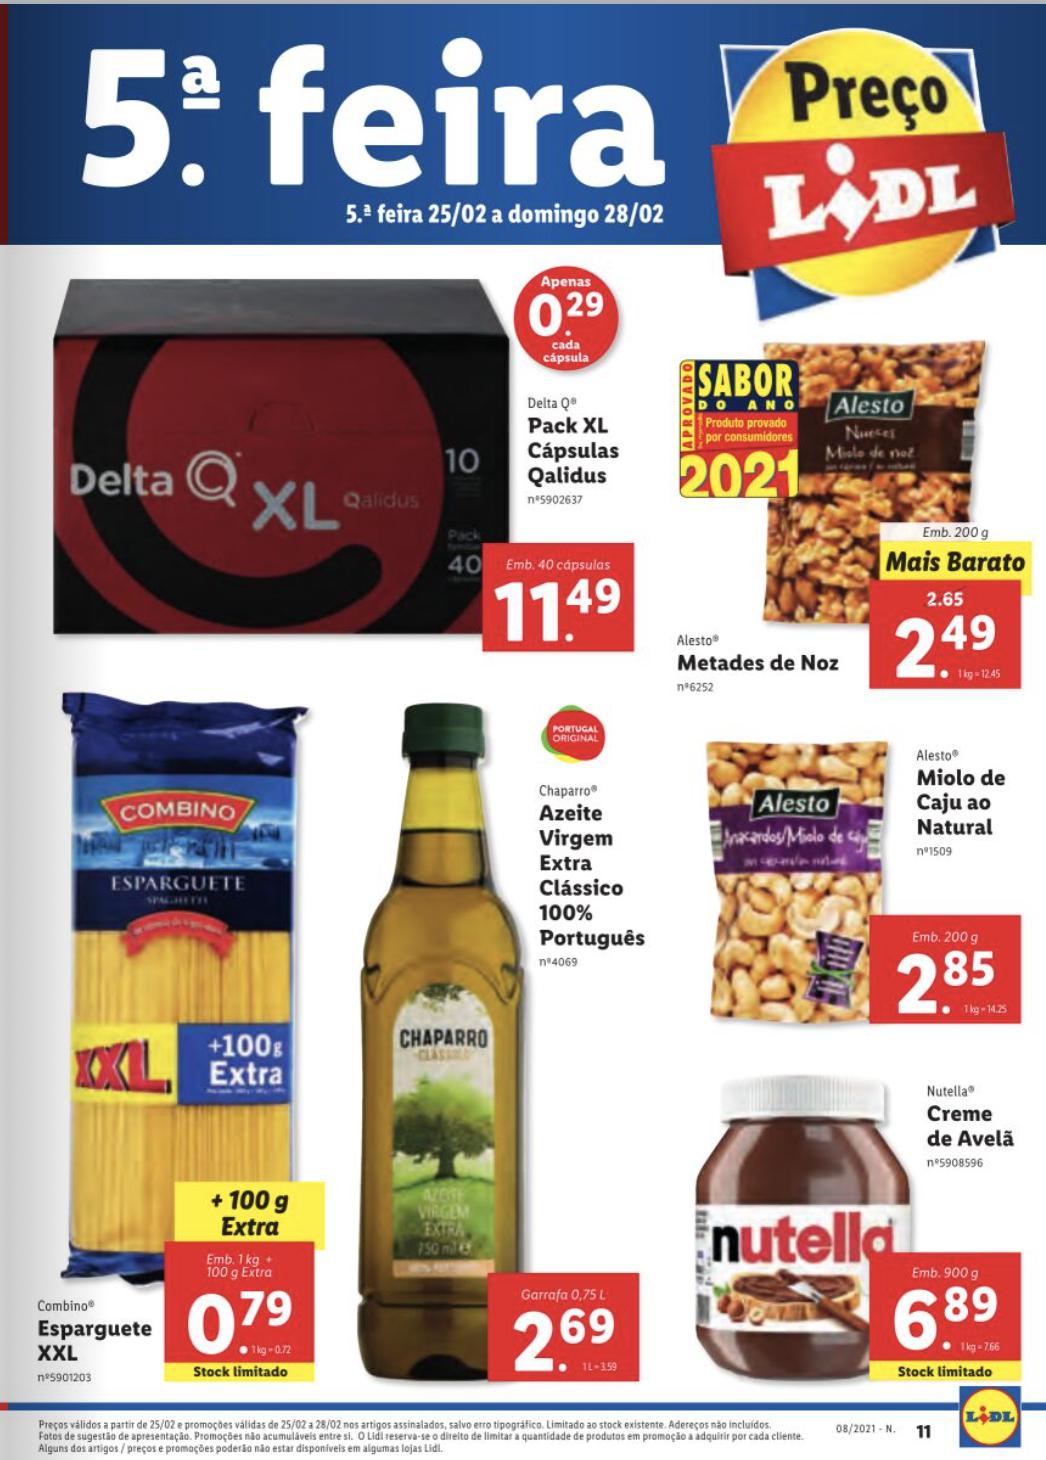 5.ª feira
5.ª feira 25/02 a domingo 28/02
Preço
LIDL
Apenas
0.29
cada
cápsula
Delta Q®
Pack XL
Cápsulas
Qalidus
nº5902637
Delta Q XL Qalidus
10
Pack
40
Emb. 40 cápsulas
11.49
APROVADO
SABOR
DO ANO
Produto provado
por consumidores
2021
Alesto
Nueces
Miolo de noz
Emb. 200 g
Mais Barato
2.65
2.49
1 kg = 12.45
Alesto®
Metades de Noz
nº6252
COMBINO
ESPARGUETE
SPAGHETTI
XXL
+100g
Extra
+ 100 g
Extra
Emb. 1 kg +
100 g Extra
0.79
1 kg = 0.72
Stock limitado
Combino®
Esparguete
XXL
nº5901203
PORTUGAL
ORIGINAL
Chaparro®
Azeite
Virgem
Extra
Clássico
100%
Português
nº4069
CHAPARRO
CLÁSSICO
AZEITE
VIRGEM
EXTRA
750 ml e
Garrafa 0,75 L
2.69
1 L = 3.59
Alesto®
Miolo de
Caju ao
Natural
nº1509
Alesto
Anacardos/Miolo de caju
Emb. 200 g
2.85
1 kg = 14.25
Nutella®
Creme
de Avelã
nº5908596
nutella
Emb. 900 g
6.89
1 kg = 7.66
Stock limitado
Preços válidos a partir de 25/02 e promoções válidas de 25/02 a 28/02 nos artigos assinalados, salvo erro tipográfico. Limitado ao stock existente. Adereços não incluídos.
Fotos de sugestão de apresentação. Promoções não acumuláveis entre si. O Lidl reserva-se o direito de limitar a quantidade de produtos em promoção a adquirir por cada cliente.
Alguns dos artigos / preços e promoções poderão não estar disponíveis em algumas lojas Lidl.
08/2021 - N. 11
LIDL